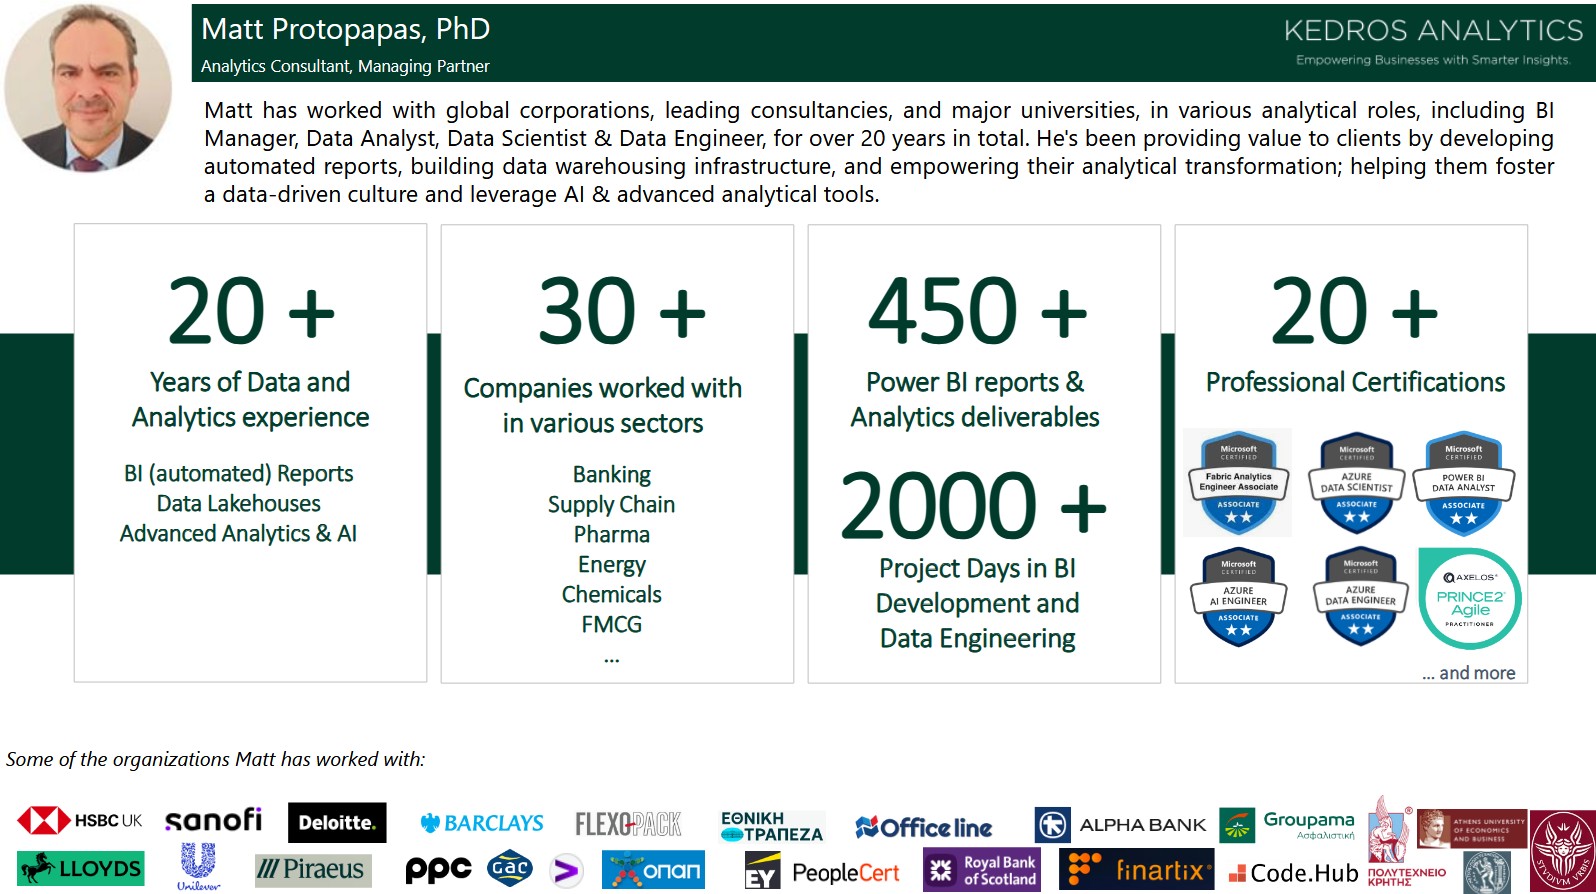 Matt Protopapas, PhD
Analytics Consultant, Managing Partner
KEDROS ANALYTICS
Empowering Businesses with Smarter Insights.
Matt has worked with global corporations, leading consultancies, and major universities, in various analytical roles, including BI
Manager, Data Analyst, Data Scientist & Data Engineer, for over 20 years in total. He's been providing value to clients by developing
automated reports, building data warehousing infrastructure, and empowering their analytical transformation; helping them foster
a data-driven culture and leverage AI & advanced analytical tools.
20 +
Years of Data and
Analytics experience
BI (automated) Reports
Data Lakehouses
Advanced Analytics & AI
30 +
Companies worked with
in various sectors
Banking
Supply Chain
Pharma
Energy
Chemicals
FMCG
...
450 +
Power BI reports &
Analytics deliverables
2000 +
Project Days in BI
Development and
Data Engineering
20 +
Professional Certifications
Microsoft
CERTIFIED
Fabric Analytics
Engineer Associate
ASSOCIATE
Microsoft
CERTIFIED
AZURE
DATA SCIENTIST
ASSOCIATE
Microsoft
CERTIFIED
POWER BI
DATA ANALYST
ASSOCIATE
Microsoft
CERTIFIED
AZURE
AI ENGINEER
ASSOCIATE
Microsoft
CERTIFIED
AZURE
DATA ENGINEER
ASSOCIATE
AXELOS®
PRINCE2®
Agile
PRACTITIONER
... and more
Some of the organizations Matt has worked with:
HSBC UK
sanofi
Deloitte.
BARCLAYS
FLEXOPACK
ΕΘΝΙΚΗ
ΤΡΑΠΕΖΑ
Office line
ALPHA BANK
Groupama
Ασφαλιστική
ATHENS UNIVERSITY
OF ECONOMICS
AND BUSINESS
LLOYDS
Unilever
Piraeus
ppc
GAC
οπαπ
EY
PeopleCert
Royal Bank
of Scotland
finartix
Code.Hub
ΠΟΛΥΤΕΧΝΕΙΟ
ΚΡΗΤΗΣ